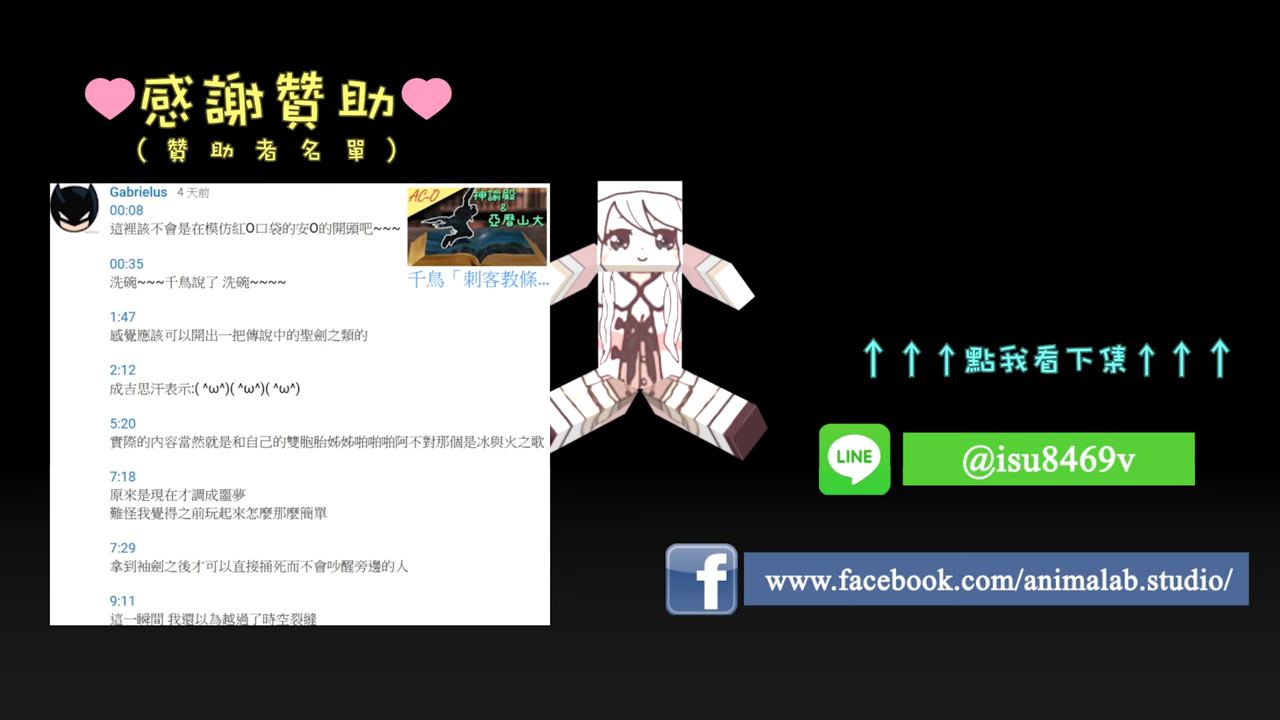 感謝贊助
(贊助者名單)
Gabrielus 4 天前
00:08
這裡該不會是在模仿紅O口袋的安O的開頭吧~~~
00:35
洗碗~~~千鳥說了 洗碗~~~~
1:47
感覺應該可以開出一把傳說中的聖劍之類的
2:12
成吉思汗表示:( ^ω^)( ^ω^)( ^ω^)
5:20
實際的內容當然就是和自己的雙胞胎姊姊啪啪啪阿不對那個是冰與火之歌
7:18
原來是現在才調成噩夢
難怪我覺得之前玩起來怎麼那麼簡單
7:29
拿到袖劍之後才可以直接捅死而不會吵醒旁邊的人
9:11
這一瞬間 我還以為越過了時空裂縫
AC-O
神諭殿
&
亞歷山大
千鳥「刺客教條...
↑↑↑點我看下集↑↑↑
LINE
@isu8469v
f
www.facebook.com/animalab.studio/